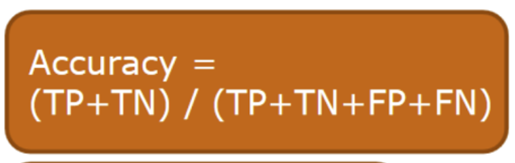 Accuracy =
(TP+TN) / (TP+TN+FP+FN)